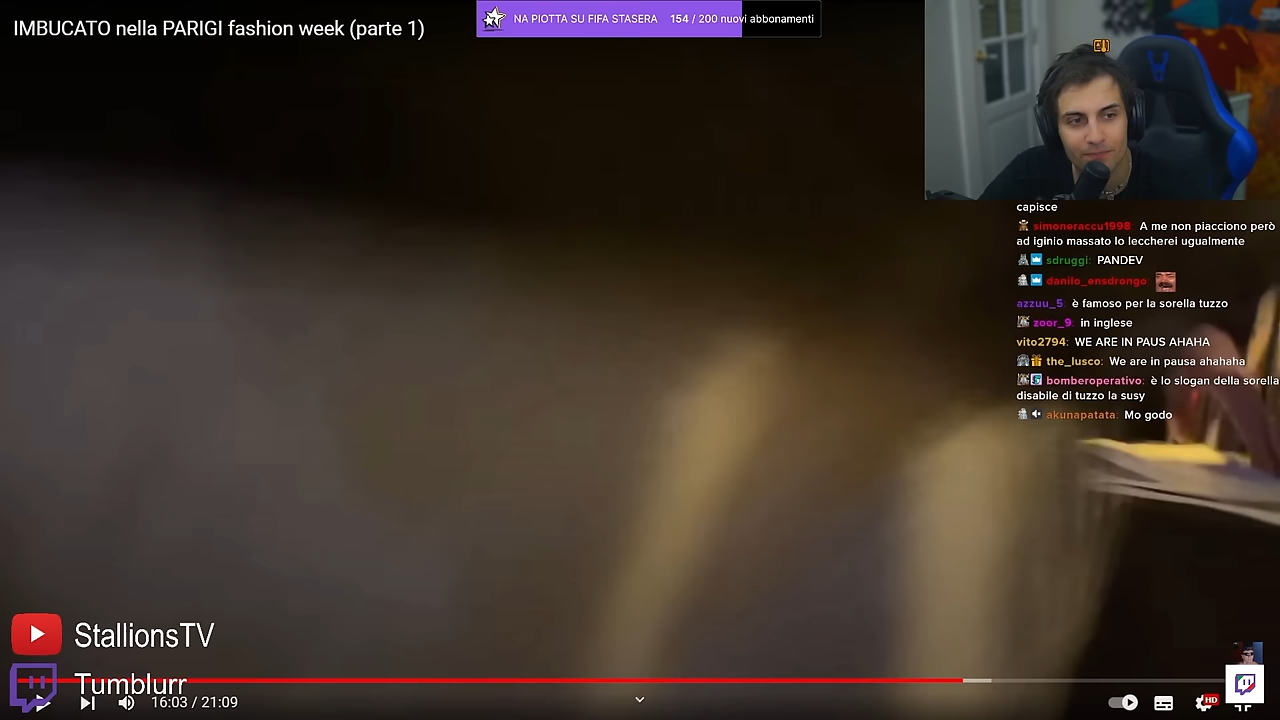 IMBUCATO nella PARIGI fashion week (parte 1)
NA PIOTTA SU FIFA STASERA 154 / 200 nuovi abbonamenti
capisce
simoneraccu1998 A me non piacciono però
ad iginio massato lo leccherei ugualmente
sdruggi: PANDEV
danilo_ensdrongo
azzuu_5: è famoso per la sorella tuzzo
zoor_9: in inglese
vito2794: WE ARE IN PAUS AHAHA
the_lusco: We are in pausa ahahaha
bomberoperativo: è lo slogan della sorella
disabile di tuzzo la susy
akunapatata: Mo godo
StallionsTV
Tumblurr
16:03 / 21:09
HD